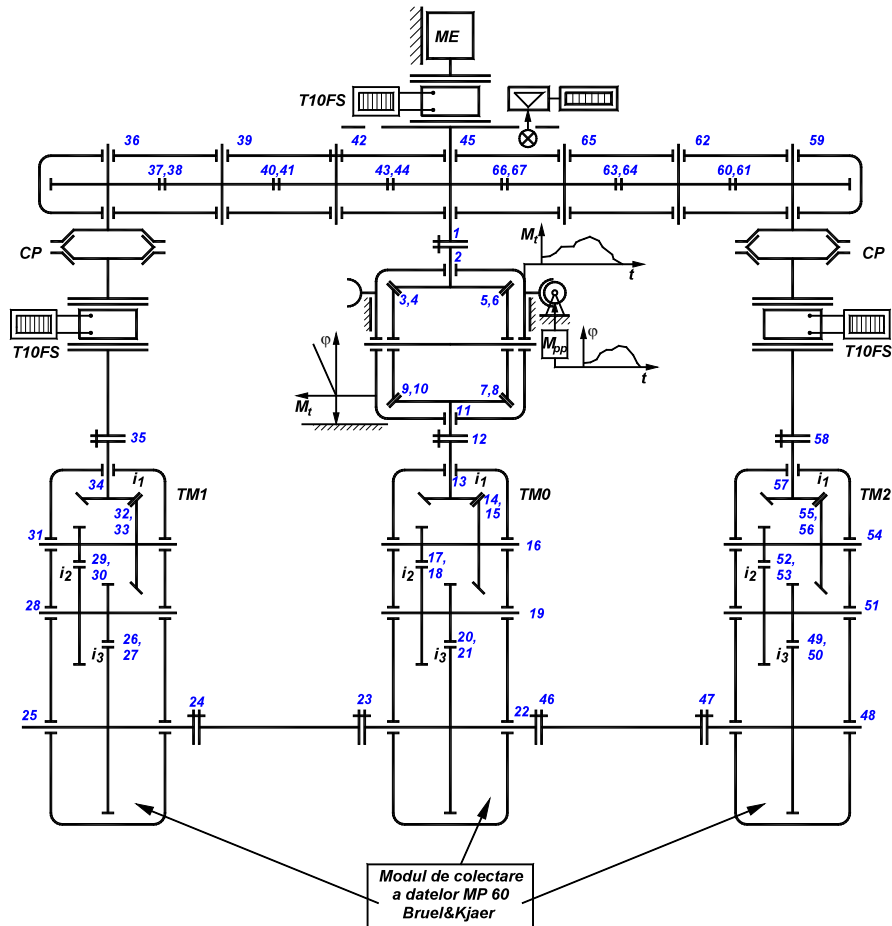 ME
T10FS
36
39
42
45
65
62
59
37,38
40,41
43,44
66,67
63,64
60,61
1
2
CP
CP
Mt
t
3,4
5,6
T10FS
T10FS
φ
Mpp
φ
t
9,10
7,8
Mt
11
35
12
58
34
i1
TM1
13
i1
TM0
57
i1
TM2
32,
33
14,
15
55,
56
31
16
54
29,
30
i2
17,
18
i2
52,
53
i2
28
19
51
26,
27
i3
20,
21
i3
49,
50
i3
25
24
23
22
46
47
48
Modul de colectare
a datelor MP 60
Bruel&Kjaer